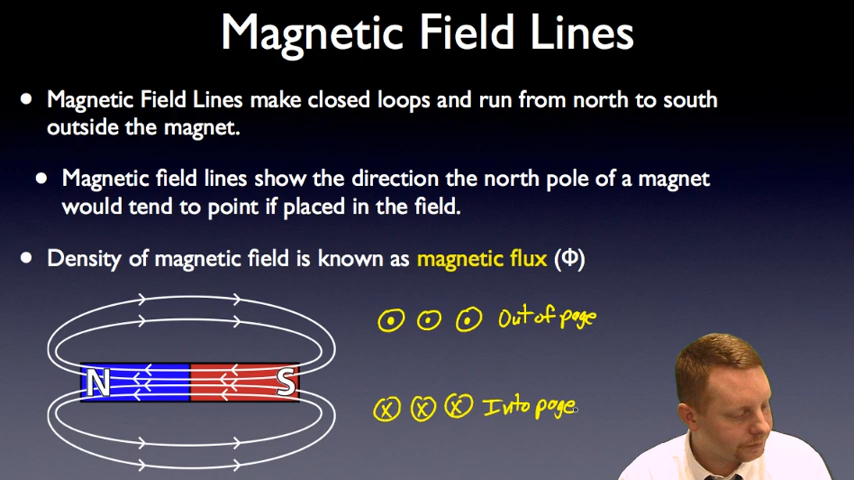 Magnetic Field Lines
• Magnetic Field Lines make closed loops and run from north to south
outside the magnet.
• Magnetic field lines show the direction the north pole of a magnet
would tend to point if placed in the field.
• Density of magnetic field is known as magnetic flux (Φ)
Out of page
N S
x x x Into page